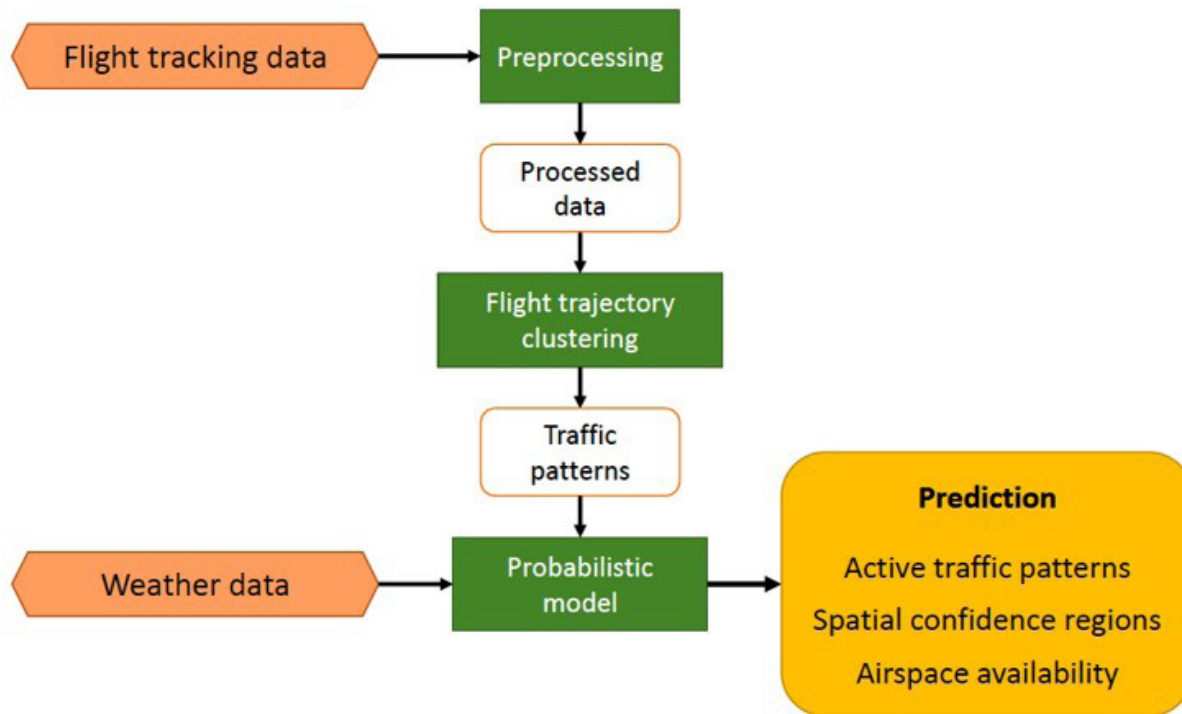 Flight tracking data
Preprocessing
Processed
data
Flight trajectory
clustering
Traffic
patterns
Weather data
Probabilistic
model
Prediction
Active traffic patterns
Spatial confidence regions
Airspace availability